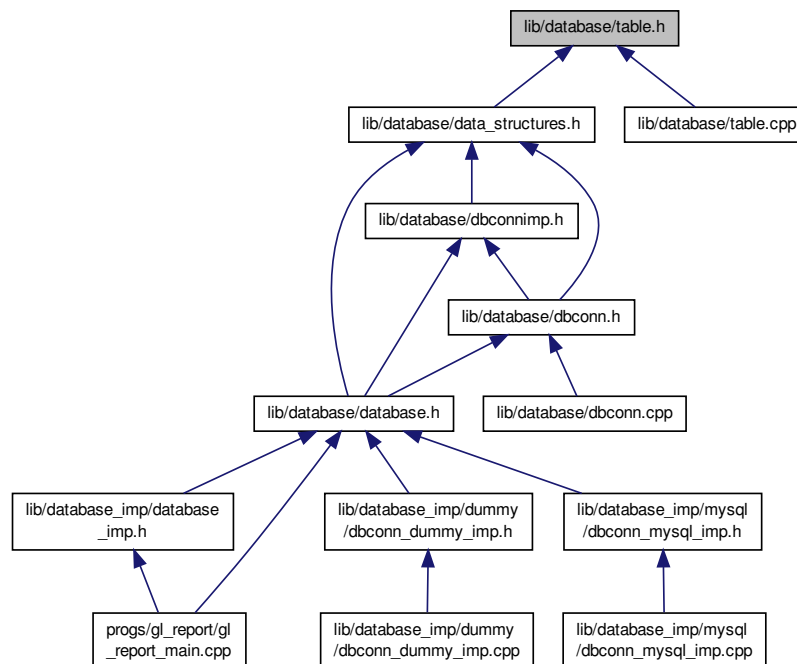 lib/database/table.h
lib/database/data_structures.h
lib/database/table.cpp
lib/database/dbconnimp.h
lib/database/dbconn.h
lib/database/database.h
lib/database/dbconn.cpp
lib/database_imp/database
_imp.h
lib/database_imp/dummy
/dbconn_dummy_imp.h
lib/database_imp/mysql
/dbconn_mysql_imp.h
progs/gl_report/gl
_report_main.cpp
lib/database_imp/dummy
/dbconn_dummy_imp.cpp
lib/database_imp/mysql
/dbconn_mysql_imp.cpp